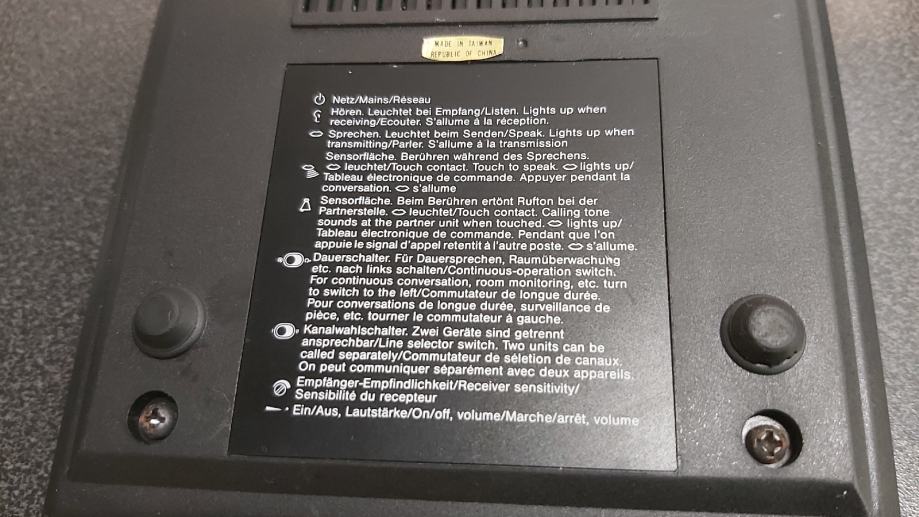 MADE IN TAIWAN
REPUBLIC OF CHINA
Netz/Mains/Réseau
Hören. Leuchtet bei Empfang/Listen. Lights up when
receiving/Ecouter. S'allume à la réception.
Sprechen. Leuchtet beim Senden/Speak. Lights up when
transmitting/Parler. S'allume à la transmission
Sensorfläche. Berühren während des Sprechens.
leuchtet/Touch contact. Touch to speak. lights up/
Tableau électronique de commande. Appuyer pendant la
conversation. s'allume
Sensorfläche. Beim Berühren ertönt Rufton bei der
Partnerstelle. leuchtet/Touch contact. Calling tone
sounds at the partner unit when touched. lights up/
Tableau électronique de commande. Pendant que l'on
appuie le signal d'appel retentit à l'autre poste. s'allume.
Dauerschalter. Für Dauersprechen, Raumüberwachung
etc. nach links schalten/Continuous-operation switch.
For continuous conversation, room monitoring, etc. turn
to switch to the left/Commutateur de longue durée.
Pour conversations de longue durée, surveillance de
pièce, etc. tourner le commutateur à gauche.
Kanalwahlschalter. Zwei Geräte sind getrennt
ansprechbar/Line selector switch. Two units can be
called separately/Commutateur de séletion de canaux.
On peut communiquer séparément avec deux appareils.
Empfänger-Empfindlichkeit/Receiver sensitivity/
Sensibilité du recepteur
Ein/Aus, Lautstärke/On/off, volume/Marche/arrêt, volume